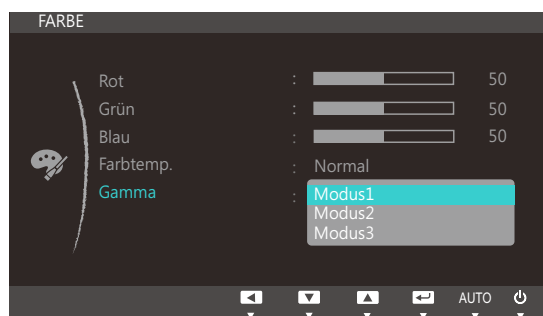 FARBE
Rot : 50
Grün : 50
Blau : 50
Farbtemp. : Normal
Gamma : Modus1
Modus2
Modus3
AUTO